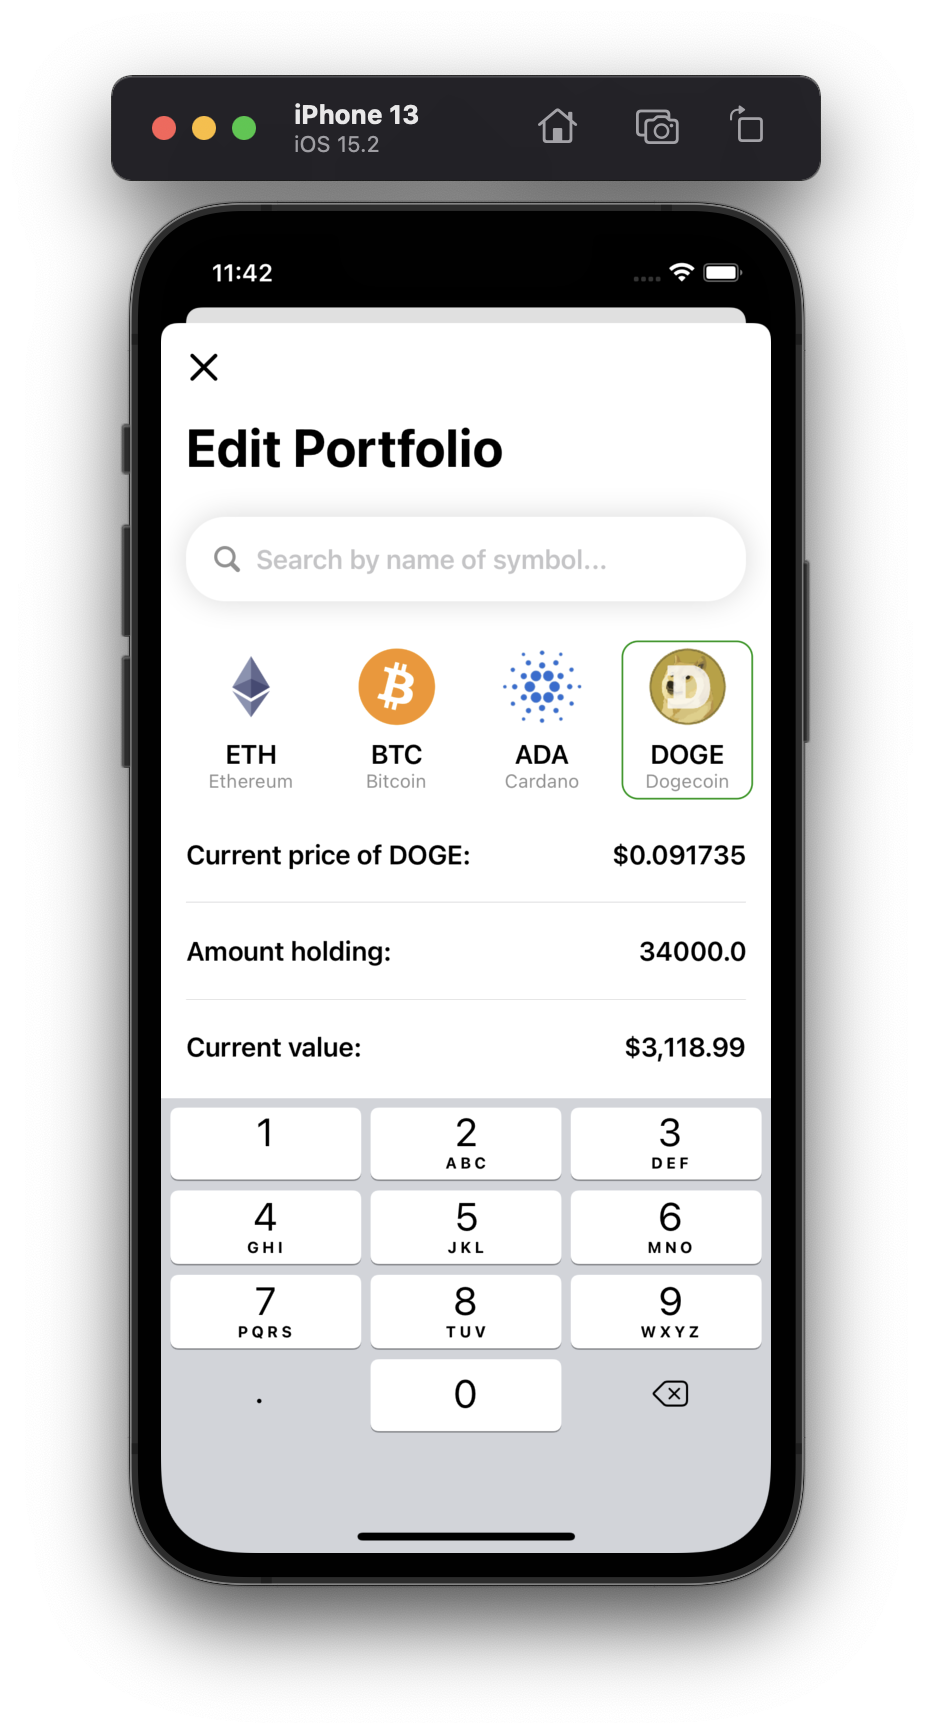 iPhone 13
iOS 15.2
11:42
Edit Portfolio
Search by name of symbol...
ETH BTC ADA DOGE
Ethereum Bitcoin Cardano Dogecoin
Current price of DOGE: $0.091735
Amount holding: 34000.0
Current value: $3,118.99
1 2 3
ABC DEF
4 5 6
GHI JKL MNO
7 8 9
PQRS TUV WXYZ
. 0